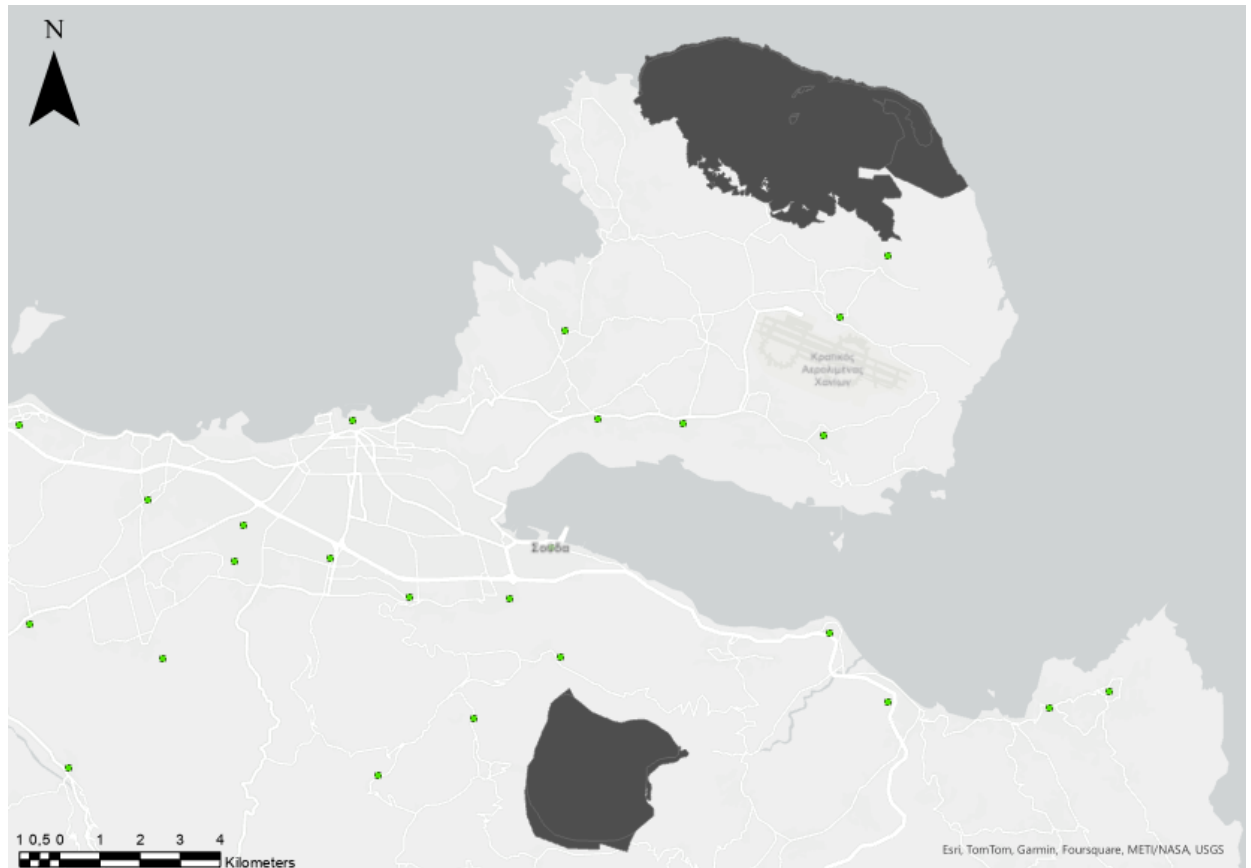 N
Κρατικός
Αερολιμένας
Χανίων
Σούδα
1 0,5 0 1 2 3 4
Kilometers
Esri, TomTom, Garmin, Foursquare, METI/NASA, USGS